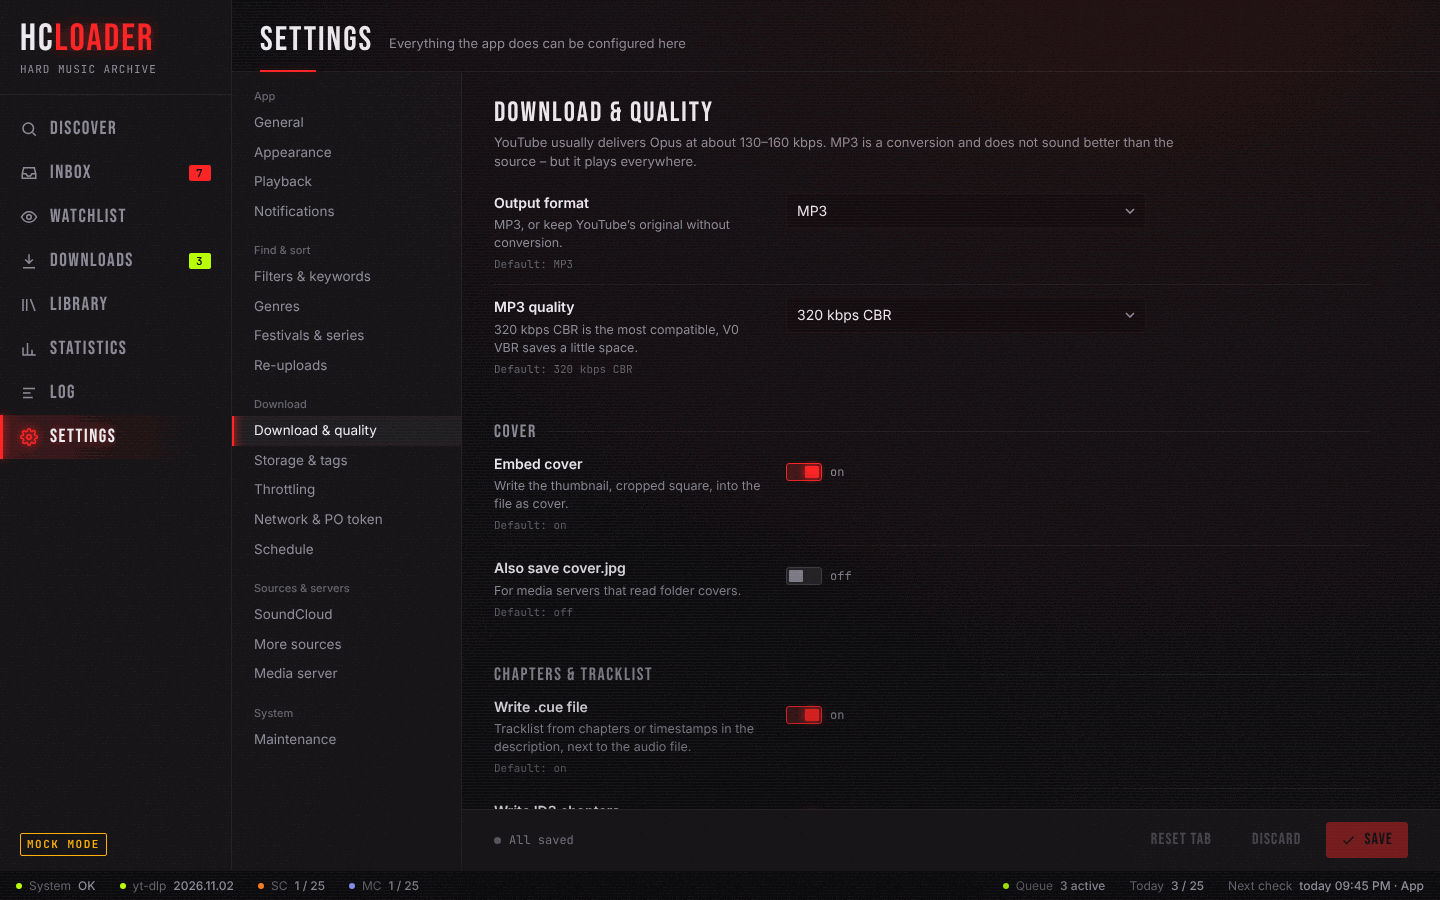 HCLOADER
HARD MUSIC ARCHIVE
DISCOVER
INBOX 7
WATCHLIST
DOWNLOADS 3
LIBRARY
STATISTICS
LOG
SETTINGS
MOCK MODE
SETTINGS Everything the app does can be configured here
App
General
Appearance
Playback
Notifications
Find & sort
Filters & keywords
Genres
Festivals & series
Re-uploads
Download
Download & quality
Storage & tags
Throttling
Network & PO token
Schedule
Sources & servers
SoundCloud
More sources
Media server
System
Maintenance
DOWNLOAD & QUALITY
YouTube usually delivers Opus at about 130–160 kbps. MP3 is a conversion and does not sound better than the
source – but it plays everywhere.
Output format
MP3, or keep YouTube's original without
conversion.
Default: MP3
MP3
MP3 quality
320 kbps CBR is the most compatible, V0
VBR saves a little space.
Default: 320 kbps CBR
320 kbps CBR
COVER
Embed cover
Write the thumbnail, cropped square, into the
file as cover.
Default: on
on
Also save cover.jpg
For media servers that read folder covers.
Default: off
off
CHAPTERS & TRACKLIST
Write .cue file
Tracklist from chapters or timestamps in the
description, next to the audio file.
Default: on
on
Write ID3 chapters
All saved
RESET TAB DISCARD SAVE
System OK yt-dlp 2026.11.02 SC 1 / 25 MC 1 / 25 Queue 3 active Today 3 / 25 Next check today 09:45 PM · App